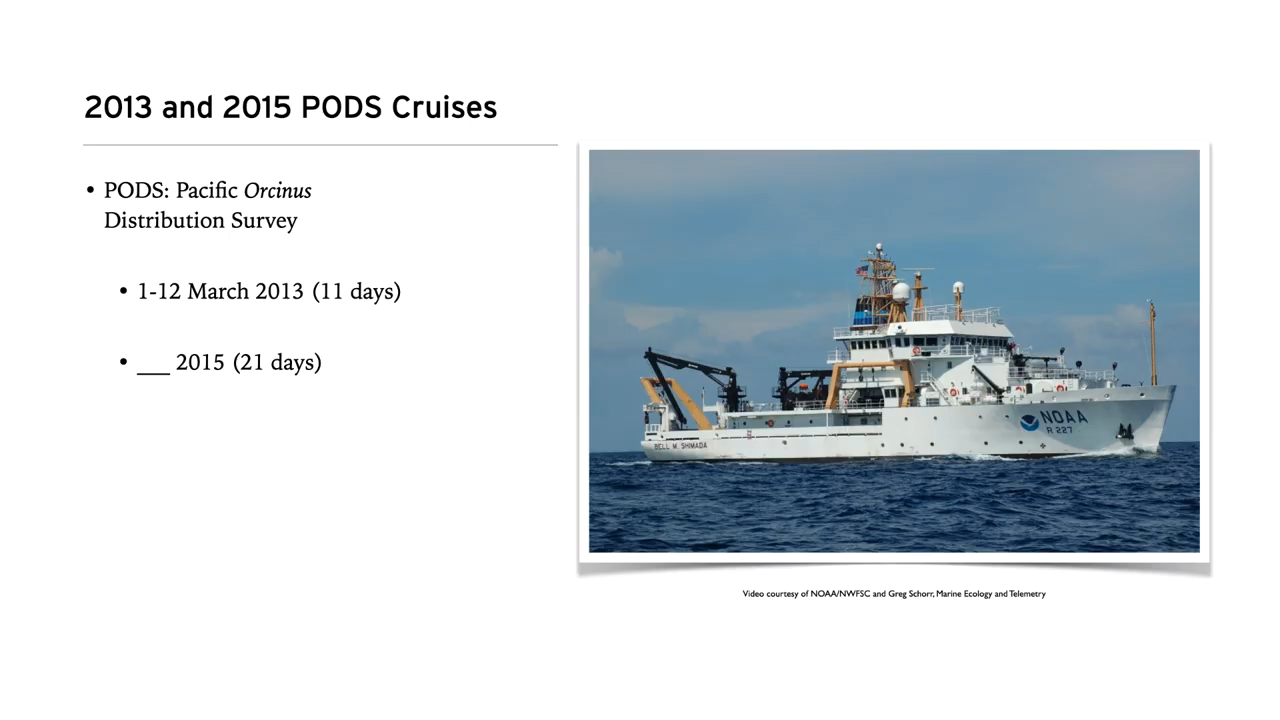 2013 and 2015 PODS Cruises
• PODS: Pacific Orcinus
Distribution Survey
• 1-12 March 2013 (11 days)
• ___ 2015 (21 days)
NOAA
R 227
BELL M. SHIMADA
Video courtesy of NOAA/NWFSC and Greg Schorr, Marine Ecology and Telemetry